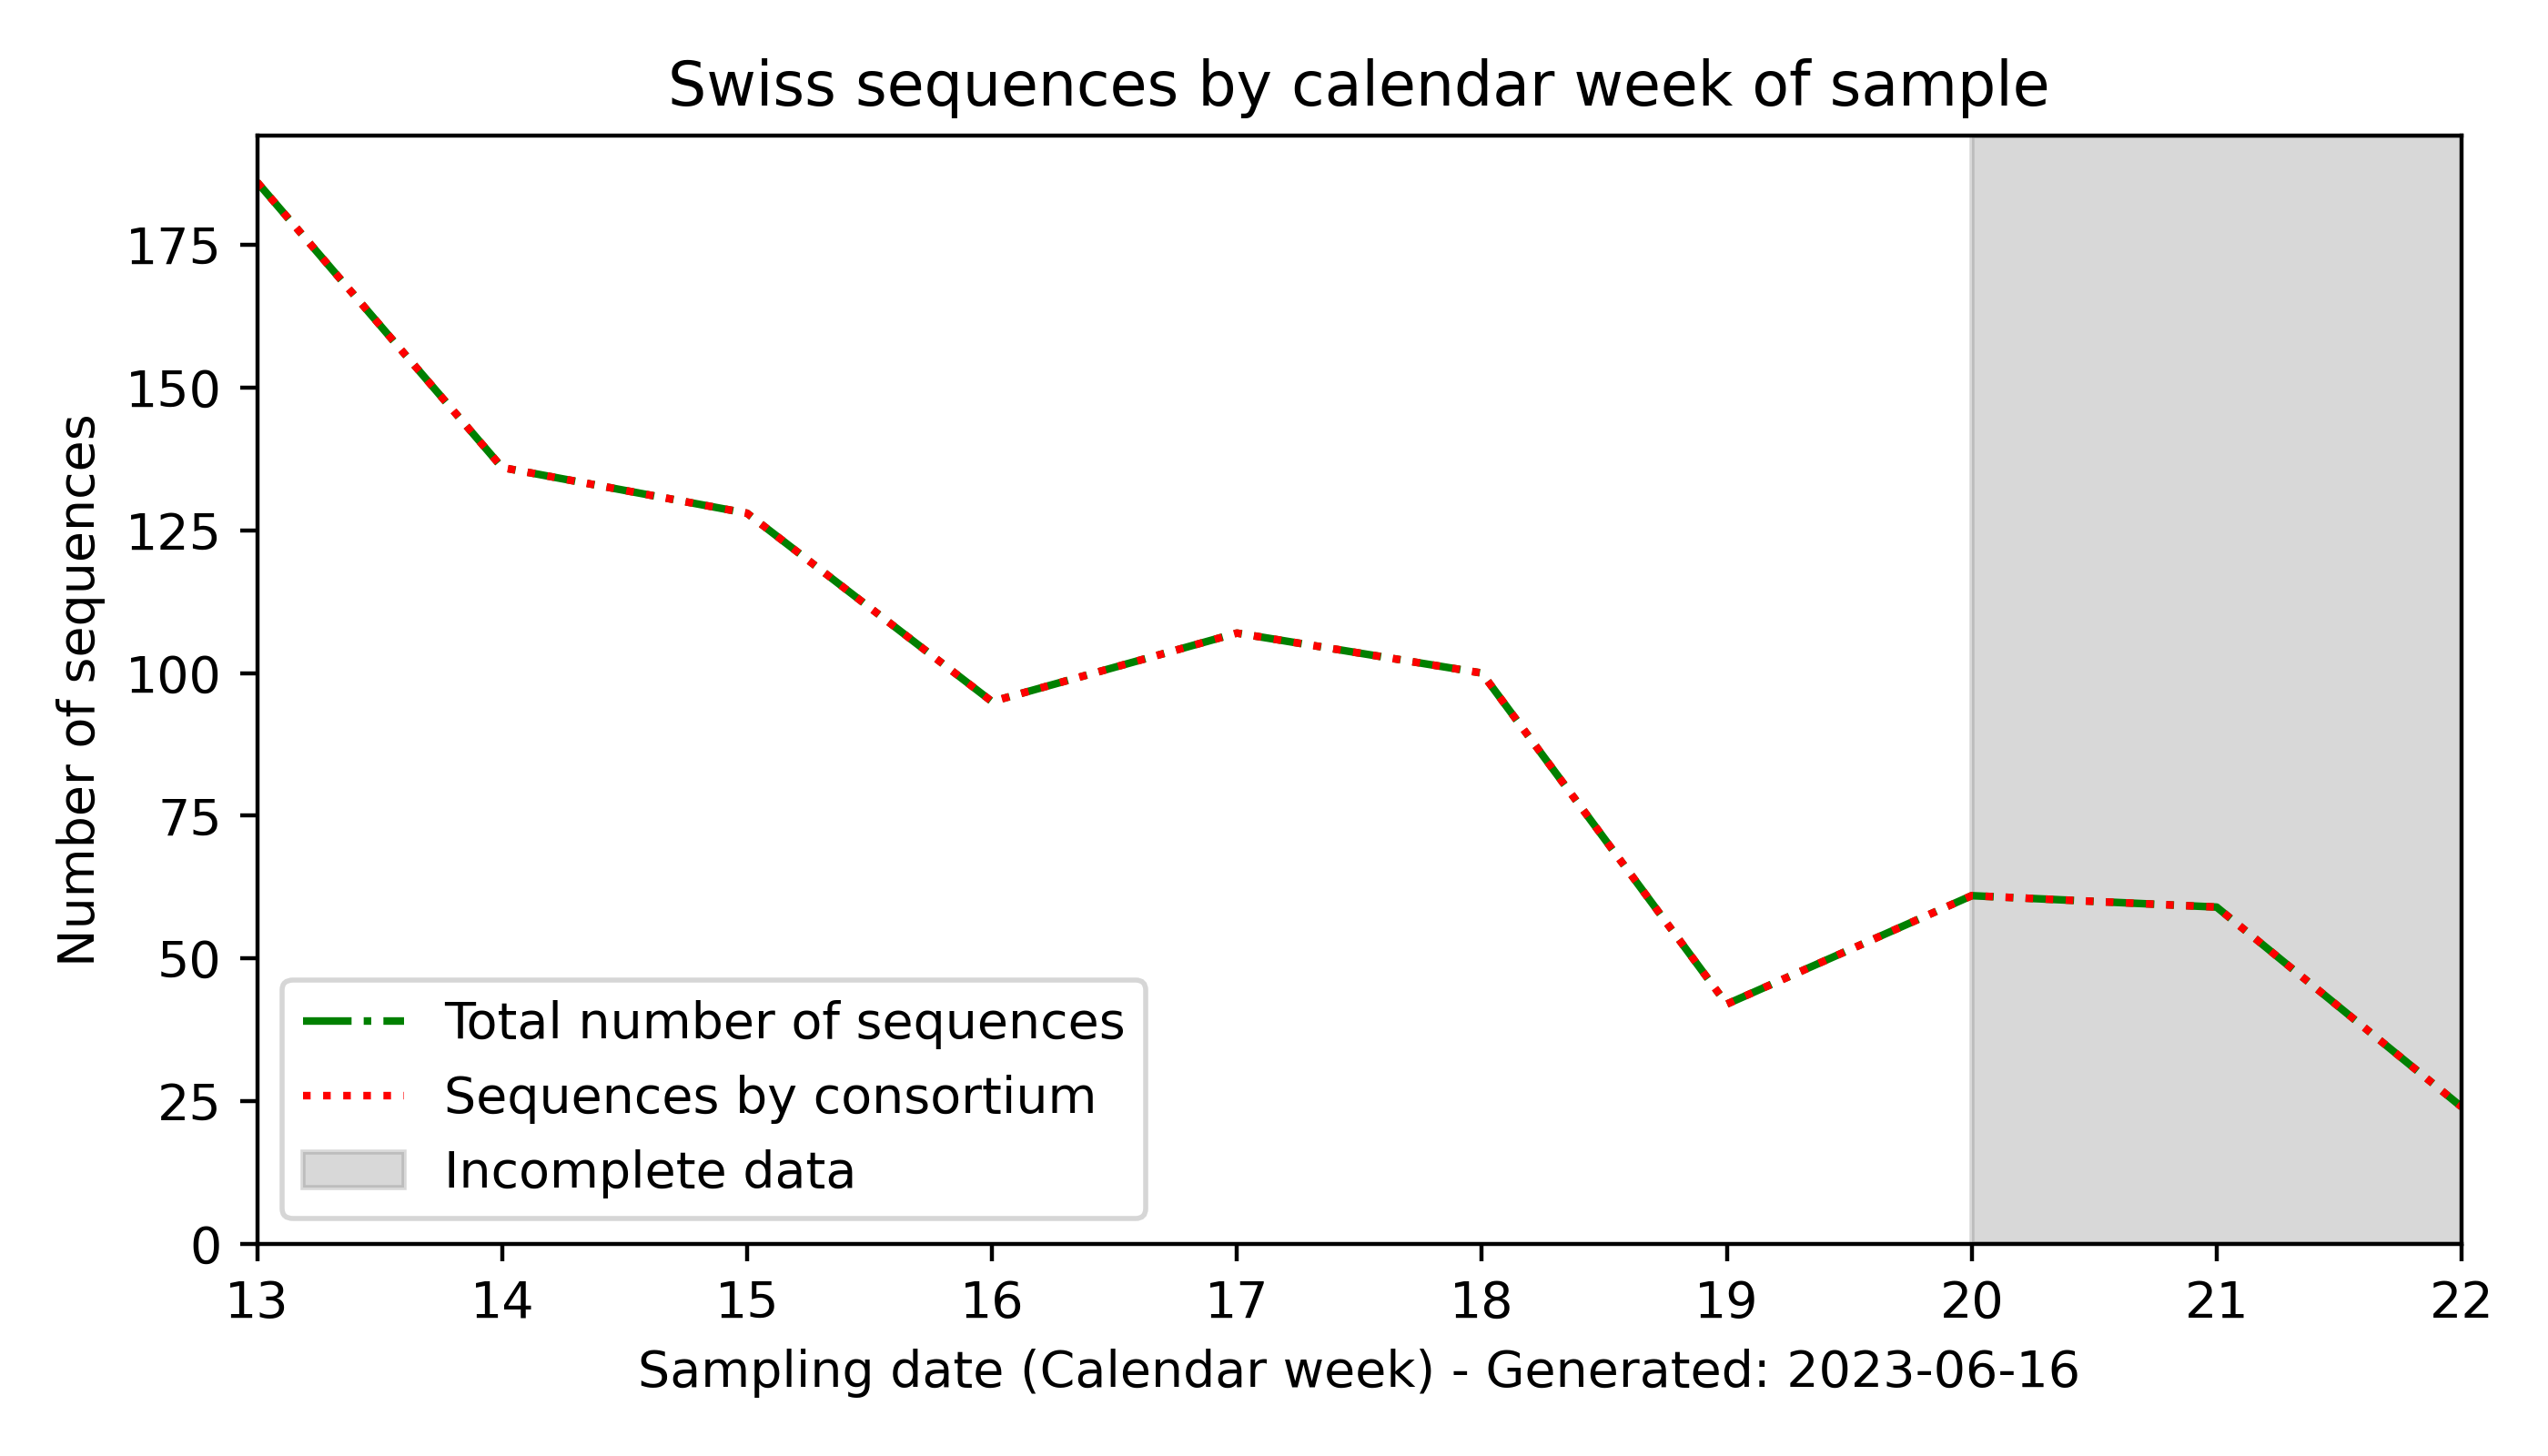 Swiss sequences by calendar week of sample
Number of sequences
175
150
125
100
75
50
25
0
Total number of sequences
Sequences by consortium
Incomplete data
13 14 15 16 17 18 19 20 21 22
Sampling date (Calendar week) - Generated: 2023-06-16